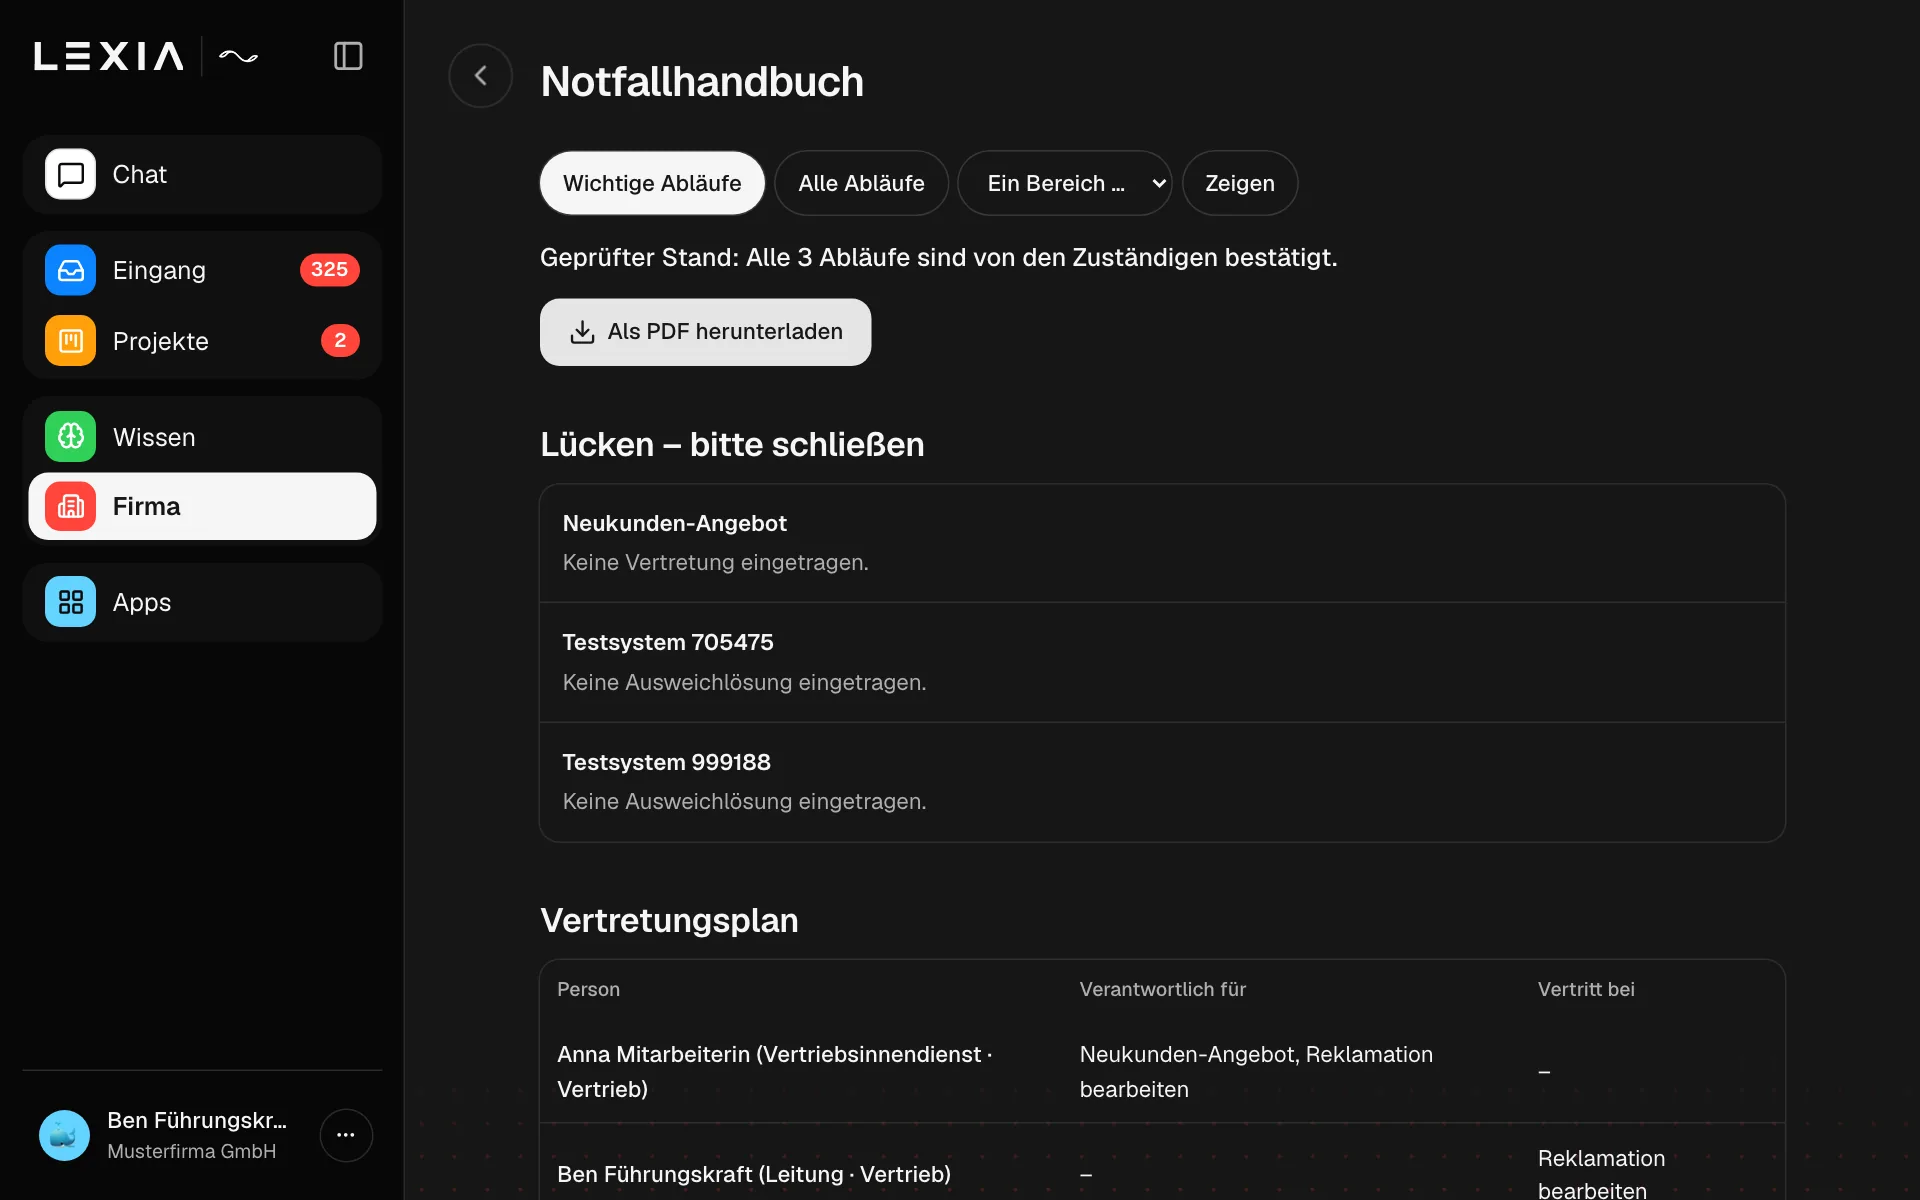 LEXIA
Chat
Eingang
325
Projekte
2
Wissen
Firma
Apps
Ben Führungskr...
Musterfirma GmbH
Notfallhandbuch
Wichtige Abläufe
Alle Abläufe
Ein Bereich ...
Zeigen
Geprüfter Stand: Alle 3 Abläufe sind von den Zuständigen bestätigt.
Als PDF herunterladen
Lücken – bitte schließen
Neukunden-Angebot
Keine Vertretung eingetragen.
Testsystem 705475
Keine Ausweichlösung eingetragen.
Testsystem 999188
Keine Ausweichlösung eingetragen.
Vertretungsplan
Person
Verantwortlich für
Vertritt bei
Anna Mitarbeiterin (Vertriebsinnendienst ·
Vertrieb)
Neukunden-Angebot, Reklamation
bearbeiten
–
Ben Führungskraft (Leitung · Vertrieb)
–
Reklamation
bearbeiten